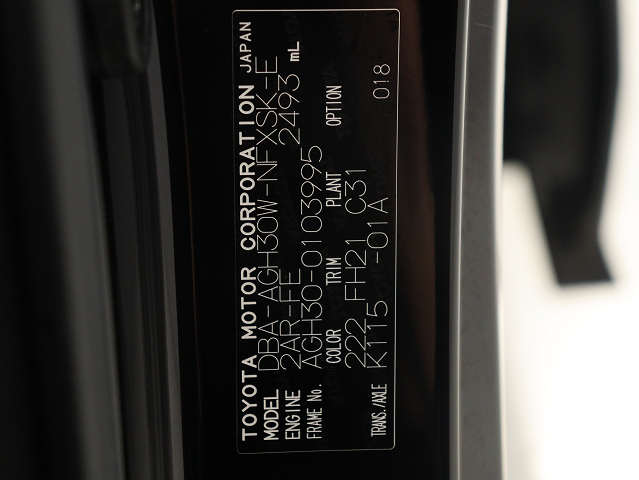 TOYOTA MOTOR CORPORATION JAPAN
MODEL DBA-AGH30W-NFXSK-E
ENGINE 2AR-FE 2493 mL
FRAME No. AGH30-0103995
COLOR TRIM PLANT OPTION
222 FH21 C31
TRANS./AXLE K115 -01A 018